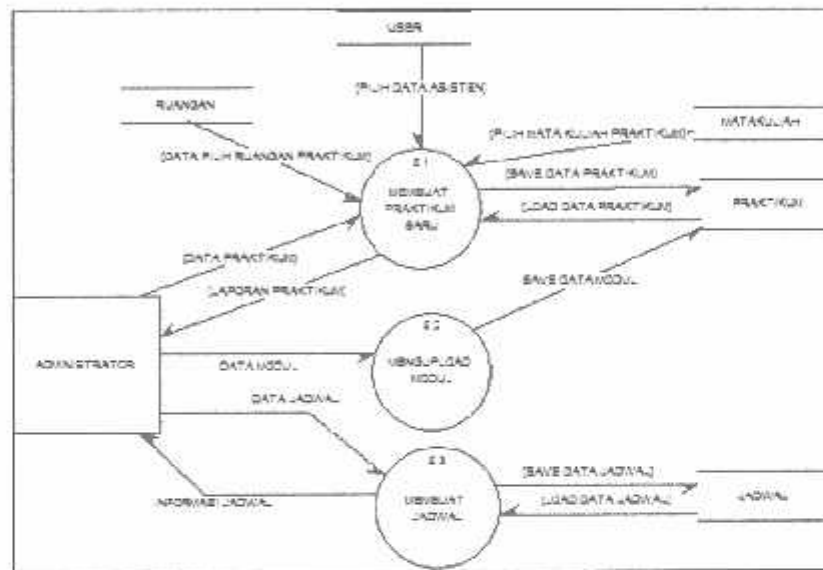 USER
[PILIH DATA ASISTEN]
RUANGAN
MATAKULIAH
[PILIH MATA KULIAH PRAKTIKUM]
[DATA PILIH RUANGAN PRAKTIKUM]
MEMBUAT
PRAKTIKUM
BARU
[SAVE DATA PRAKTIKUM]
[LOAD DATA PRAKTIKUM]
PRAKTIKUM
[DATA PRAKTIKUM]
[LAPORAN PRAKTIKUM]
SAVE DATA MODUL
ADMINISTRATOR
DATA MODUL
MENGUPLOAD
MODUL
DATA JADWAL
INFORMASI JADWAL
MEMBUAT
JADWAL
[SAVE DATA JADWAL]
[LOAD DATA JADWAL]
JADWAL